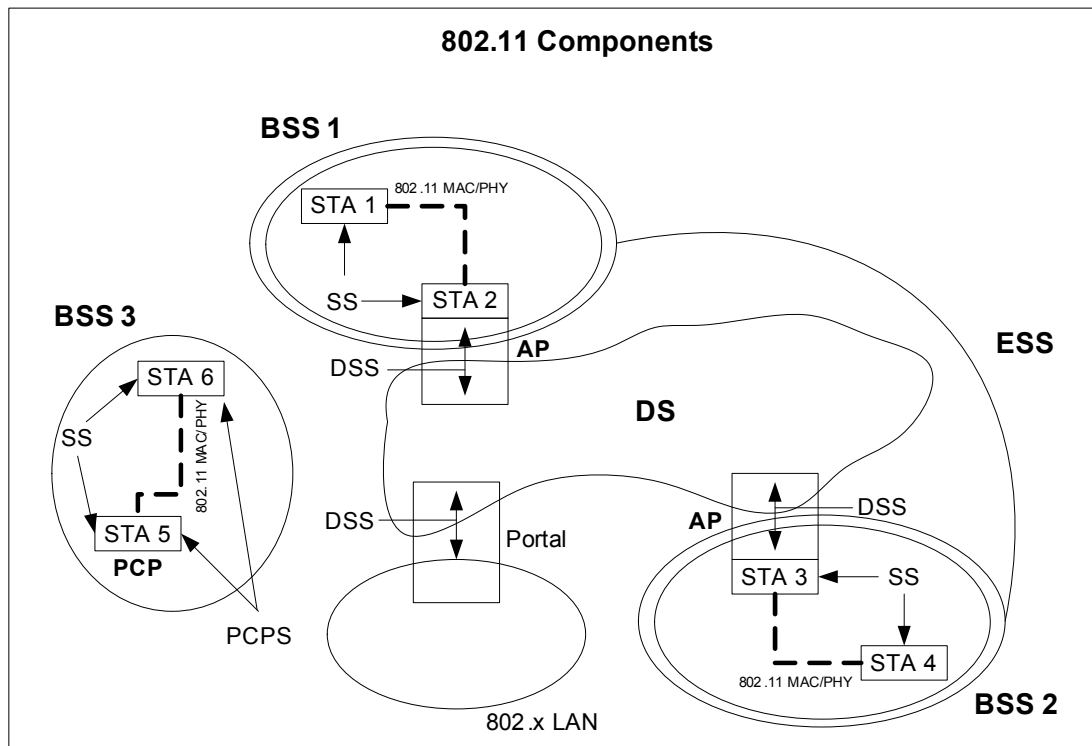 802.11 Components
BSS 1
802.11 MAC/PHY
STA 1
SS
STA 2
BSS 3
AP
ESS
DSS
STA 6
DS
SS
802.11 MAC/PHY
STA 5
PCP
DSS
Portal
AP
DSS
STA 3
SS
PCPS
STA 4
802.11 MAC/PHY
BSS 2
802.x LAN